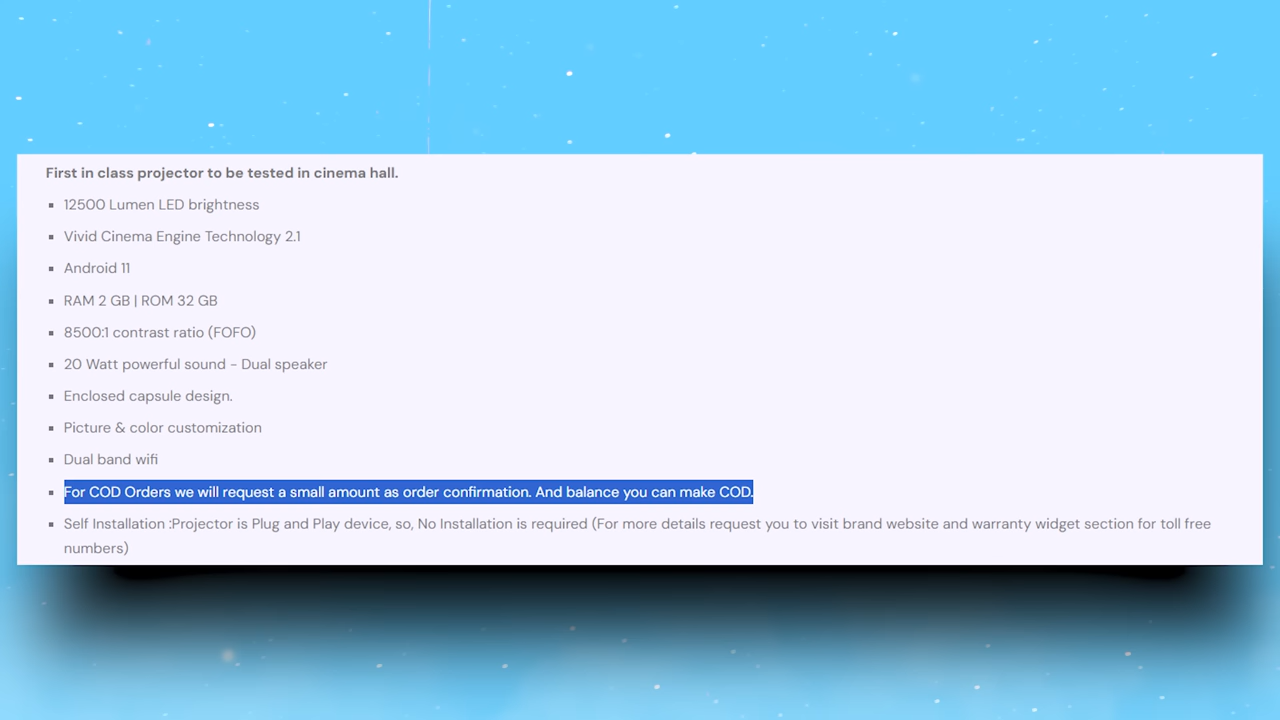 First in class projector to be tested in cinema hall.
▪ 12500 Lumen LED brightness
▪ Vivid Cinema Engine Technology 2.1
▪ Android 11
▪ RAM 2 GB | ROM 32 GB
▪ 8500:1 contrast ratio (FOFO)
▪ 20 Watt powerful sound - Dual speaker
▪ Enclosed capsule design.
▪ Picture & color customization
▪ Dual band wifi
▪ For COD Orders we will request a small amount as order confirmation. And balance you can make COD.
▪ Self Installation :Projector is Plug and Play device, so, No Installation is required (For more details request you to visit brand website and warranty widget section for toll free
numbers)